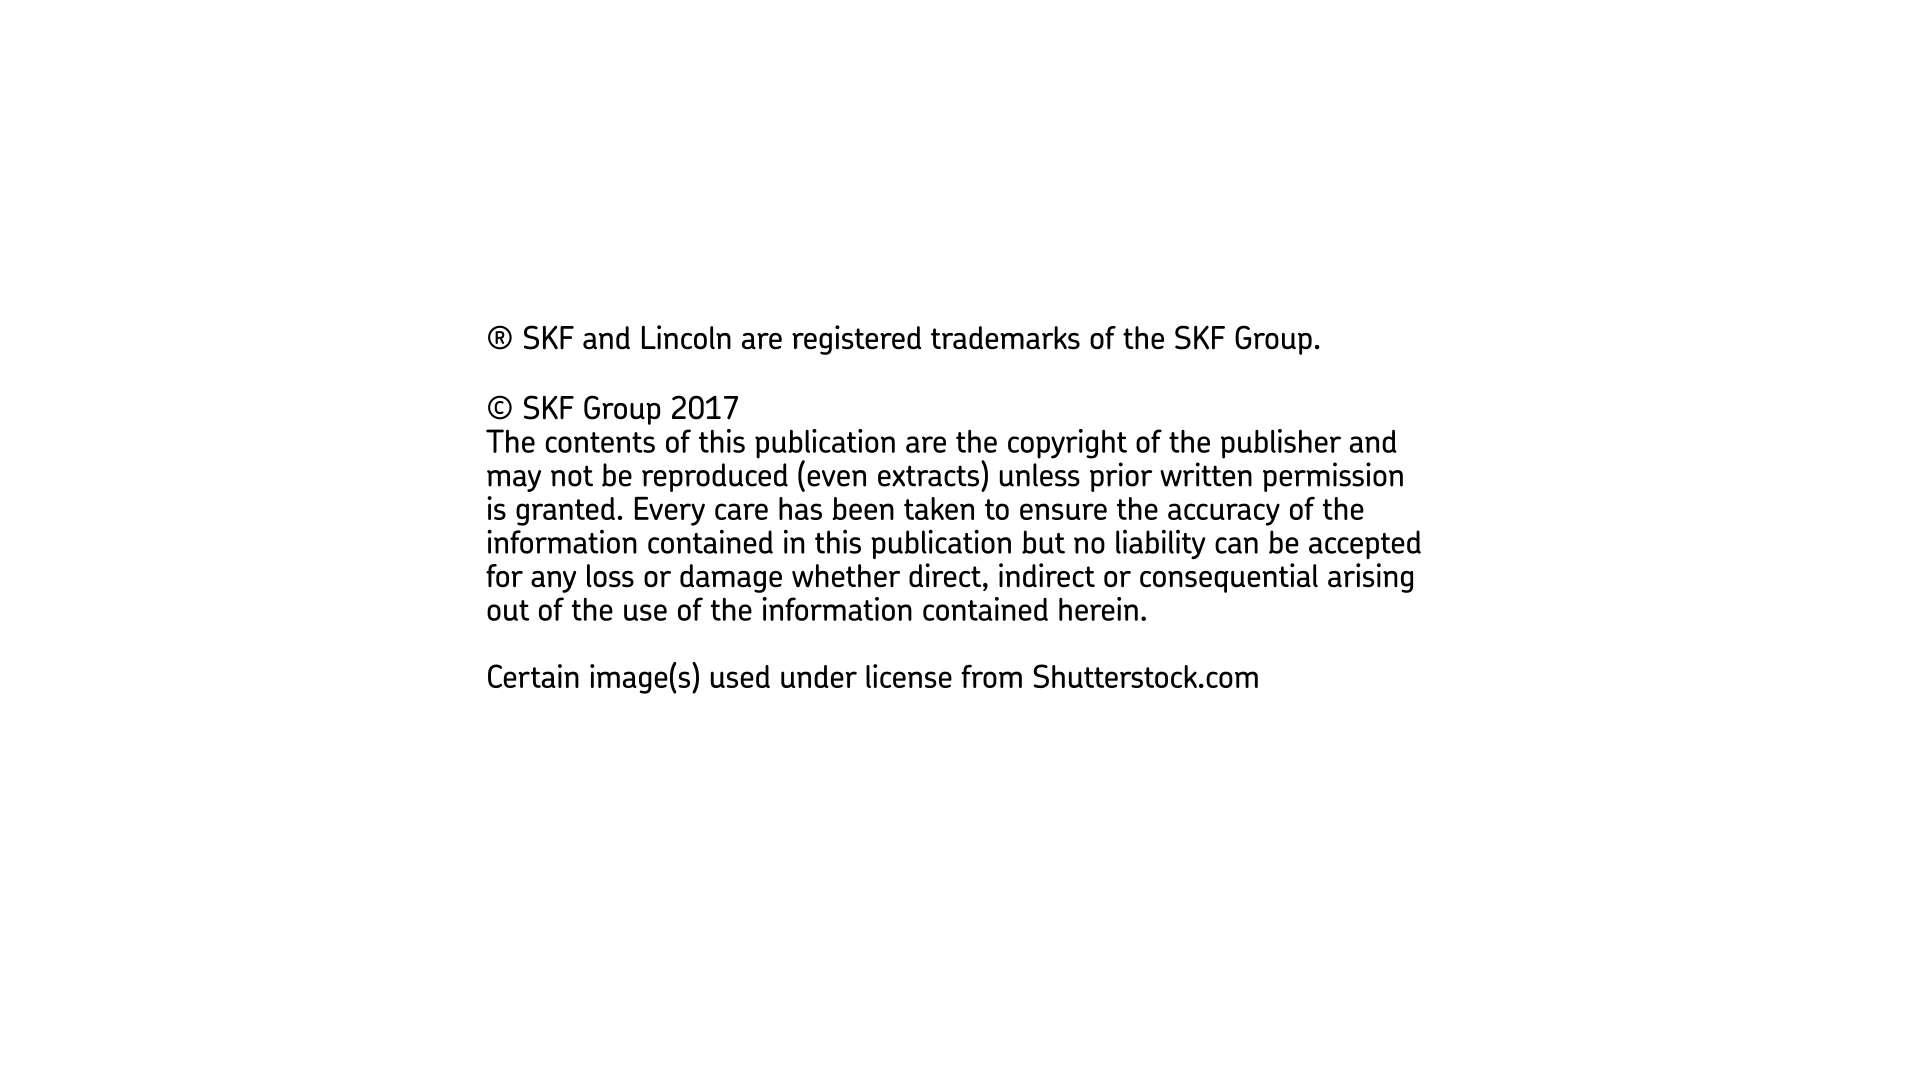 ® SKF and Lincoln are registered trademarks of the SKF Group.
© SKF Group 2017
The contents of this publication are the copyright of the publisher and
may not be reproduced (even extracts) unless prior written permission
is granted. Every care has been taken to ensure the accuracy of the
information contained in this publication but no liability can be accepted
for any loss or damage whether direct, indirect or consequential arising
out of the use of the information contained herein.
Certain image(s) used under license from Shutterstock.com